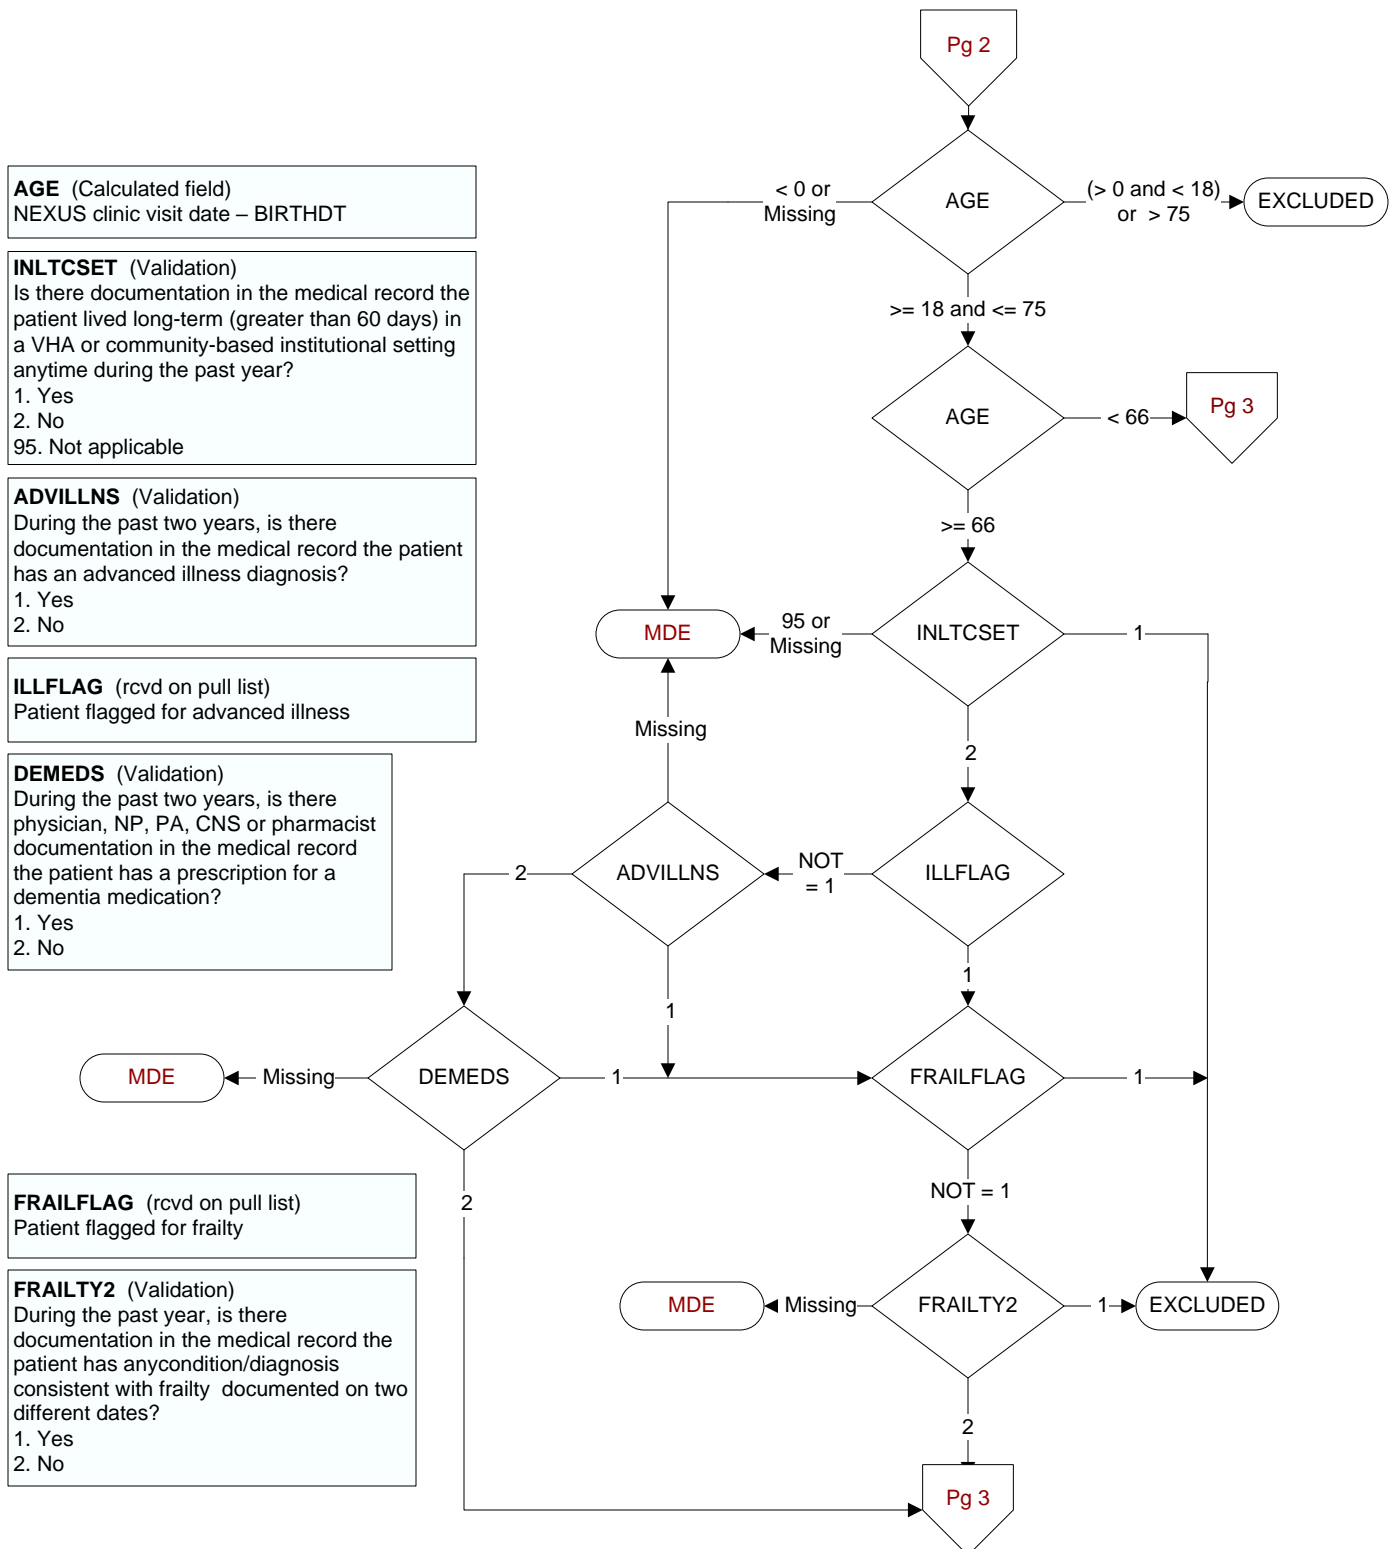 Pg 2
AGE (Calculated field)
NEXUS clinic visit date – BIRTHDT
< 0 or
Missing
AGE
(> 0 and < 18)
or > 75
EXCLUDED
INLTCSET (Validation)
Is there documentation in the medical record the
patient lived long-term (greater than 60 days) in
a VHA or community-based institutional setting
anytime during the past year?
1. Yes
2. No
95. Not applicable
>= 18 and <= 75
AGE
< 66
Pg 3
>= 66
ADVILLNS (Validation)
During the past two years, is there
documentation in the medical record the patient
has an advanced illness diagnosis?
1. Yes
2. No
MDE
95 or
Missing
INLTCSET
1
ILLFLAG (rcvd on pull list)
Patient flagged for advanced illness
Missing
2
DEMEDS (Validation)
During the past two years, is there
physician, NP, PA, CNS or pharmacist
documentation in the medical record
the patient has a prescription for a
dementia medication?
1. Yes
2. No
2
ADVILLNS
NOT
= 1
ILLFLAG
1
1
MDE
Missing
DEMEDS
1
FRAILFLAG
1
FRAILFLAG (rcvd on pull list)
Patient flagged for frailty
2
NOT = 1
FRAILTY2 (Validation)
During the past year, is there
documentation in the medical record the
patient has anycondition/diagnosis
consistent with frailty documented on two
different dates?
1. Yes
2. No
MDE
Missing
FRAILTY2
1
EXCLUDED
2
Pg 3